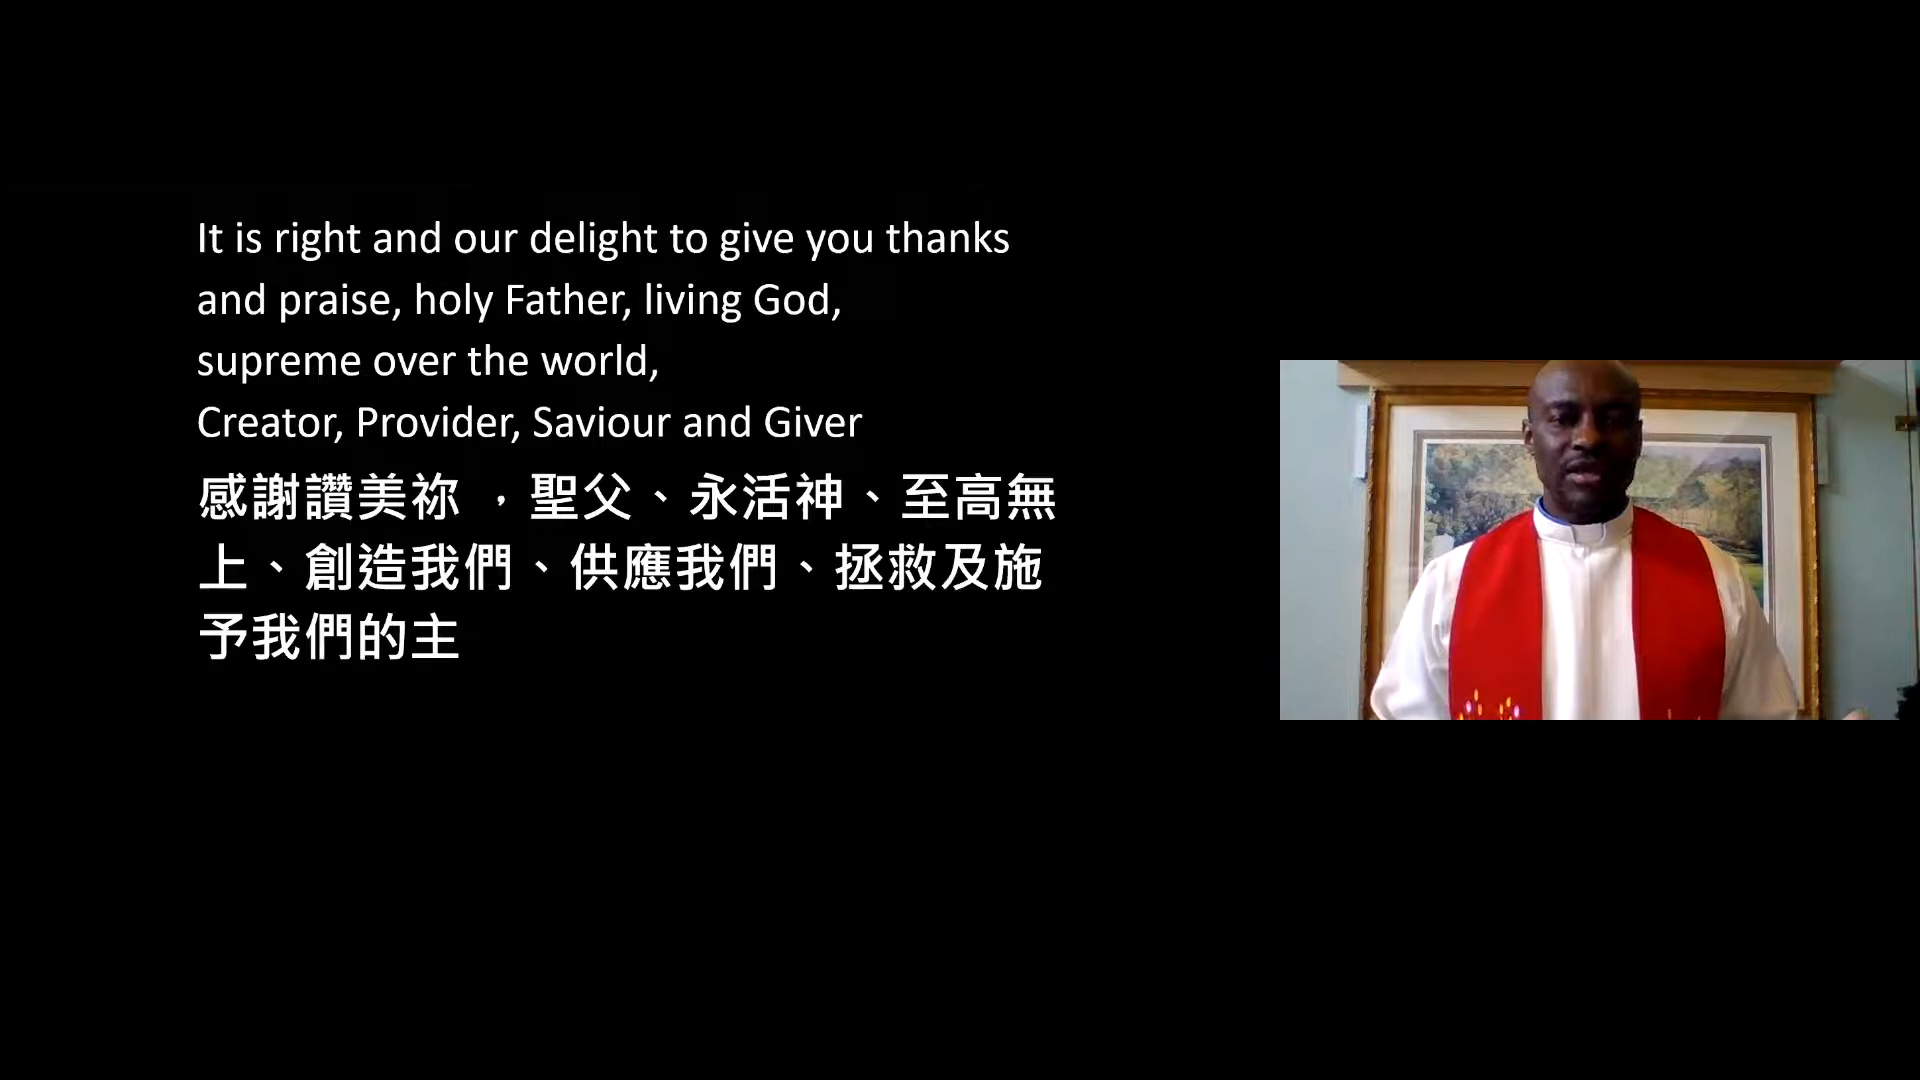 It is right and our delight to give you thanks
and praise, holy Father, living God,
supreme over the world,
Creator, Provider, Saviour and Giver
感謝讚美祢 ，聖父、永活神、至高無
上、創造我們、供應我們、拯救及施
予我們的主